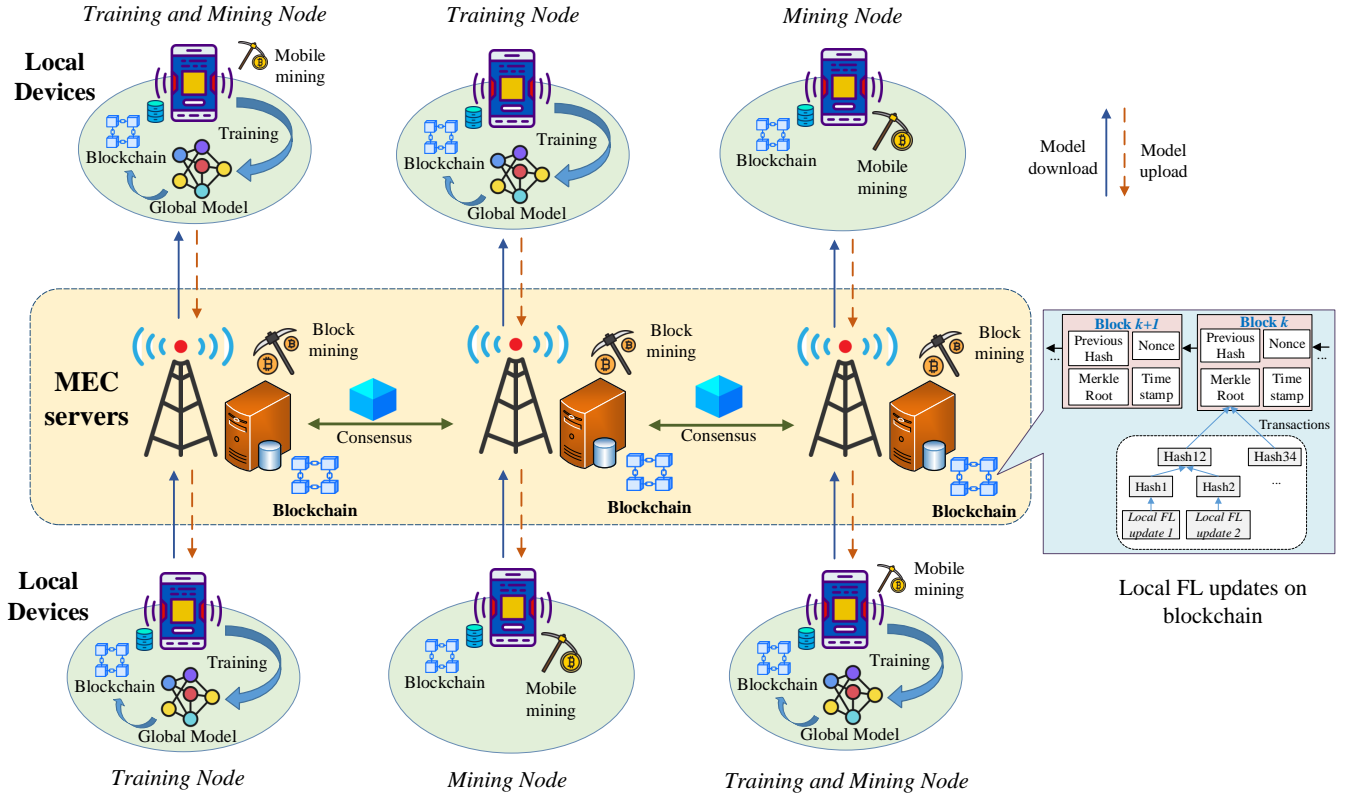 Training and Mining Node
Training Node
Mining Node
Local
Devices
Mobile
mining
Training
Blockchain
Global Model
Training
Blockchain
Global Model
Blockchain
Mobile
mining
Model
download
Model
upload
MEC
servers
Block
mining
Consensus
Blockchain
Block
mining
Consensus
Blockchain
Block
mining
Blockchain
Block k+1
Previous
Hash
Nonce
Merkle
Root
Time
stamp
...
Block k
Previous
Hash
Nonce
Merkle
Root
Time
stamp
...
Transactions
Hash12
Hash34
Hash1
Hash2
...
Local FL
update 1
Local FL
update 2
Local FL updates on
blockchain
Local
Devices
Training
Blockchain
Global Model
Blockchain
Mobile
mining
Mobile
mining
Training
Blockchain
Global Model
Training Node
Mining Node
Training and Mining Node